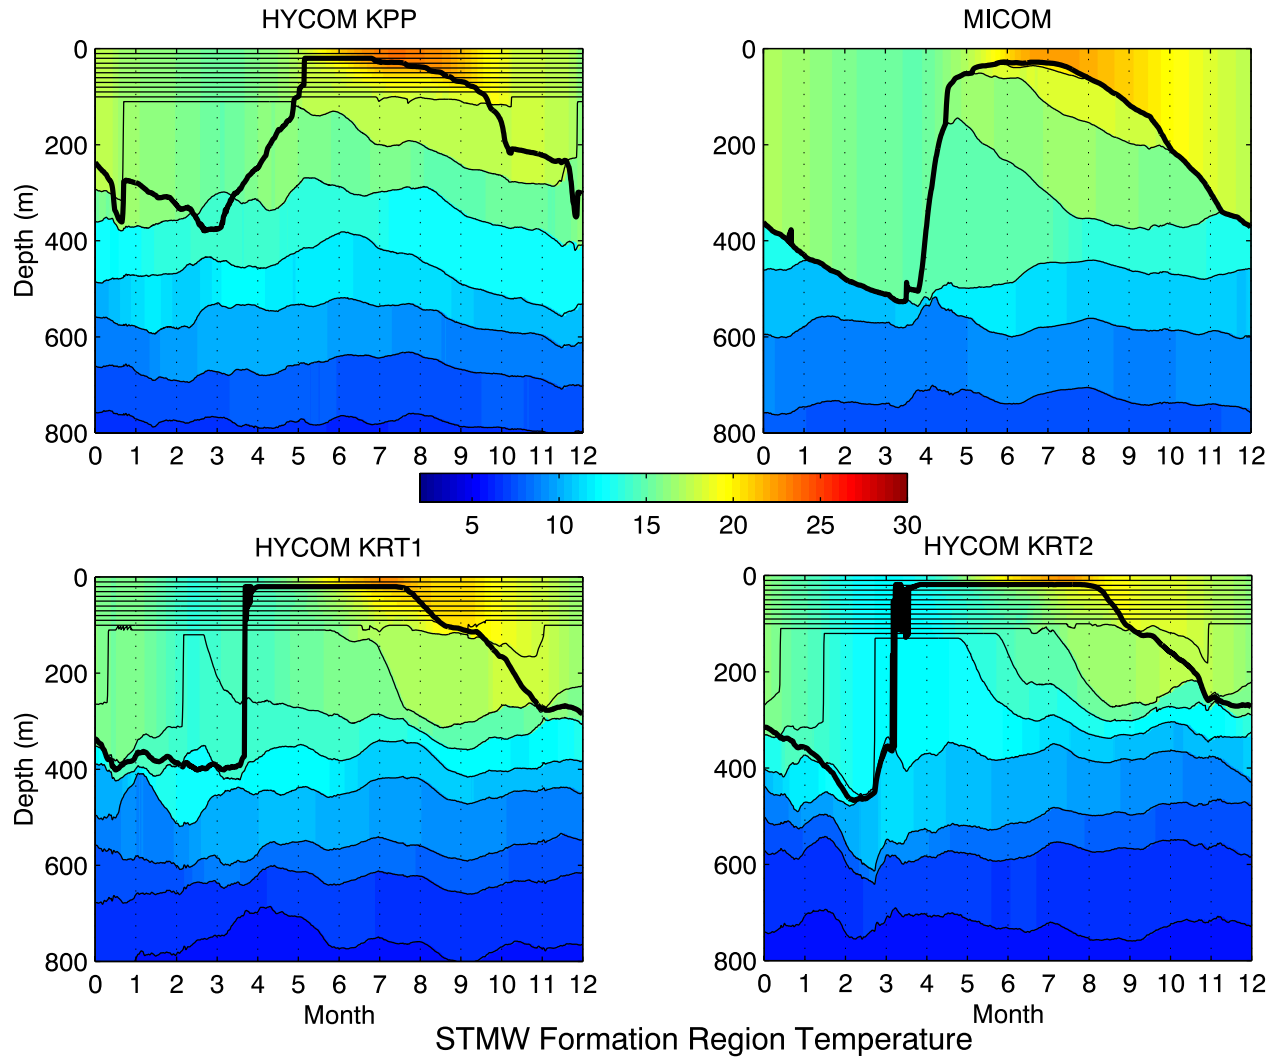 HYCOM KPP
MICOM
0
200
400
600
800
Depth (m)
0 1 2 3 4 5 6 7 8 9 10 11 12
0
200
400
600
800
0 1 2 3 4 5 6 7 8 9 10 11 12
5 10 15 20 25 30
HYCOM KRT1
HYCOM KRT2
0
200
400
600
800
Depth (m)
0 1 2 3 4 5 6 7 8 9 10 11 12
Month
0
200
400
600
800
0 1 2 3 4 5 6 7 8 9 10 11 12
Month
STMW Formation Region Temperature